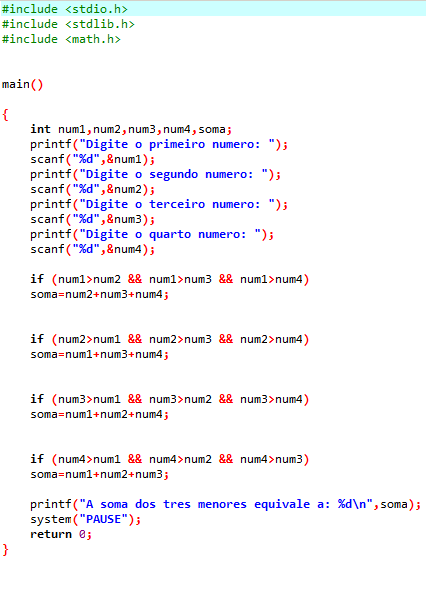 #include <stdio.h>
#include <stdlib.h>
#include <math.h>
main()
{
int num1,num2,num3,num4,soma;
printf("Digite o primeiro numero: ");
scanf("%d",&num1);
printf("Digite o segundo numero: ");
scanf("%d",&num2);
printf("Digite o terceiro numero: ");
scanf("%d",&num3);
printf("Digite o quarto numero: ");
scanf("%d",&num4);
if (num1>num2 && num1>num3 && num1>num4)
soma=num2+num3+num4;
if (num2>num1 && num2>num3 && num2>num4)
soma=num1+num3+num4;
if (num3>num1 && num3>num2 && num3>num4)
soma=num1+num2+num4;
if (num4>num1 && num4>num2 && num4>num3)
soma=num1+num2+num3;
printf("A soma dos tres menores equivale a: %d\n",soma);
system("PAUSE");
return 0;
}